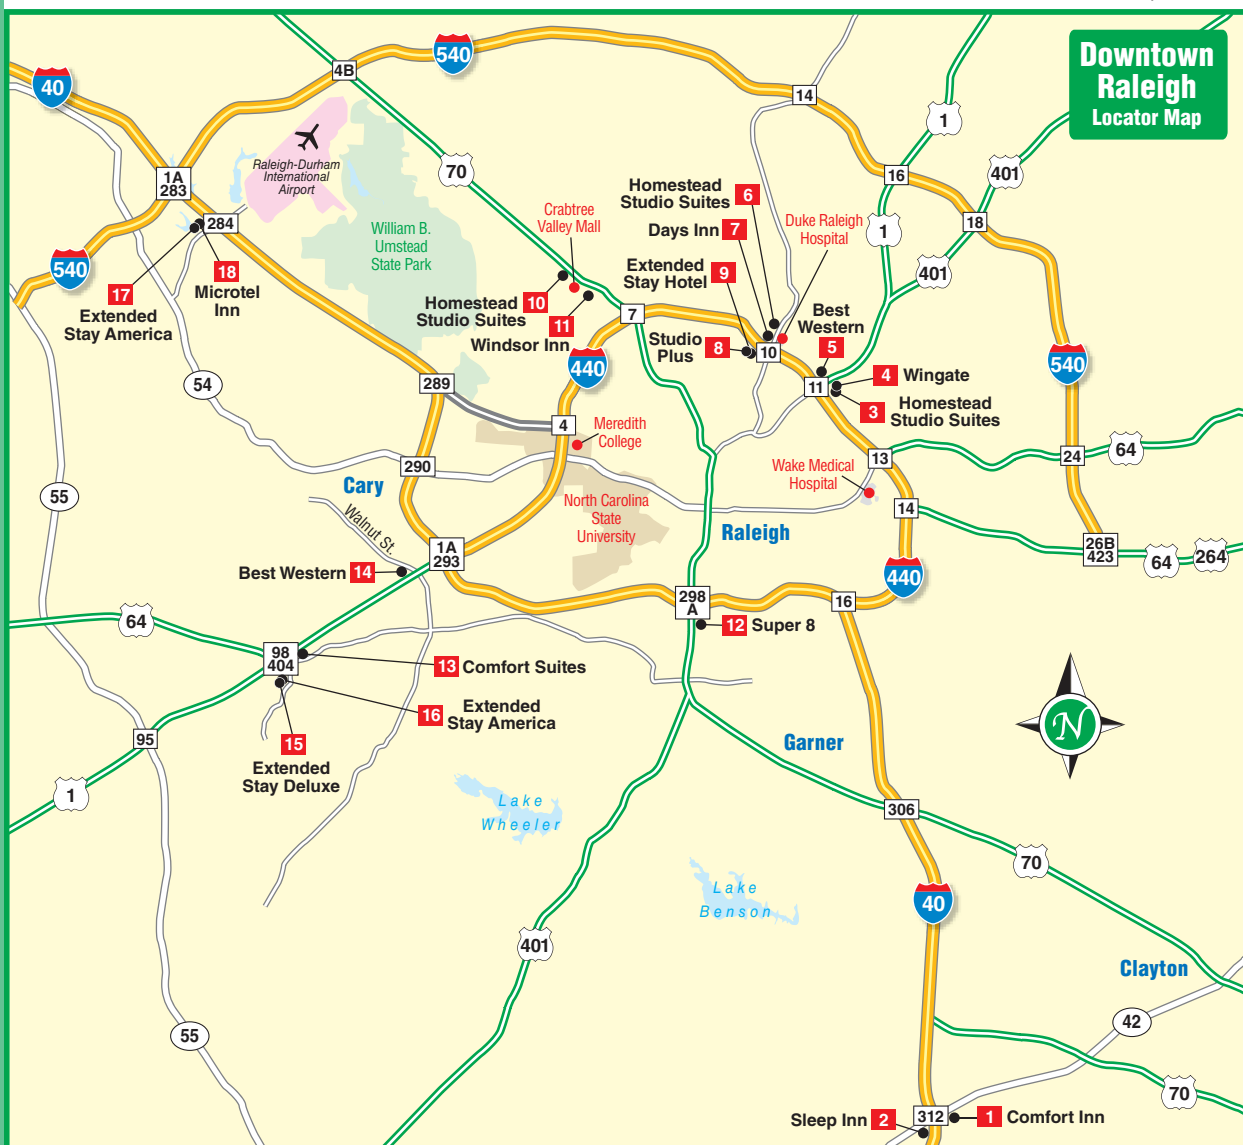 Downtown
Raleigh
Locator Map
40
540
4B
14
1
16
401
18
70
1A
283
Raleigh-Durham
International
Airport
284
540
17
Extended
Stay America
18
Microtel
Inn
William B.
Umstead
State Park
Crabtree
Valley Mall
Homestead
Studio Suites
6
Days Inn
7
Duke Raleigh
Hospital
Extended
Stay Hotel
9
1
401
Homestead
Studio Suites
10
11
Windsor Inn
7
Studio
Plus
8
10
Best
Western
5
11
4
Wingate
3
Homestead
Studio Suites
440
540
54
289
4
Meredith
College
13
64
24
290
Cary
Wake Medical
Hospital
55
Walnut St.
North Carolina
State
University
14
Raleigh
1A
293
26B
423
64
264
Best Western
14
440
298
A
16
12
Super 8
64
98
404
13
Comfort Suites
16
Extended
Stay America
15
Extended
Stay Deluxe
95
1
N
Garner
Lake
Wheeler
306
70
Lake
Benson
40
401
Clayton
55
42
70
Sleep Inn
2
312
1
Comfort Inn